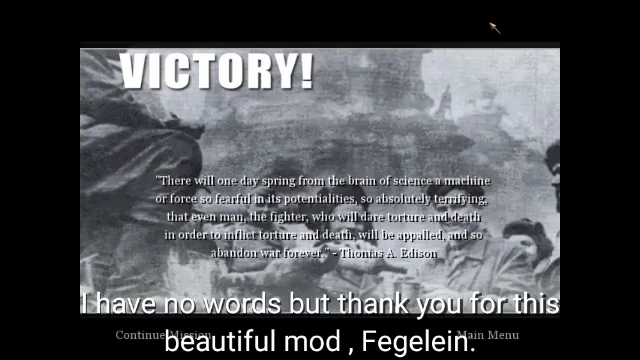 VICTORY!
"There will one day spring from the brain of science a machine
or force so fearful in its potentialities, so absolutely terrifying,
that even man, the fighter, who will dare torture and death
in order to inflict torture and death, will be appalled, and so
abandon war forever." - Thomas A. Edison
I have no words but thank you for this
Continue Mission
Main Menu
beautiful mod , Fegelein.